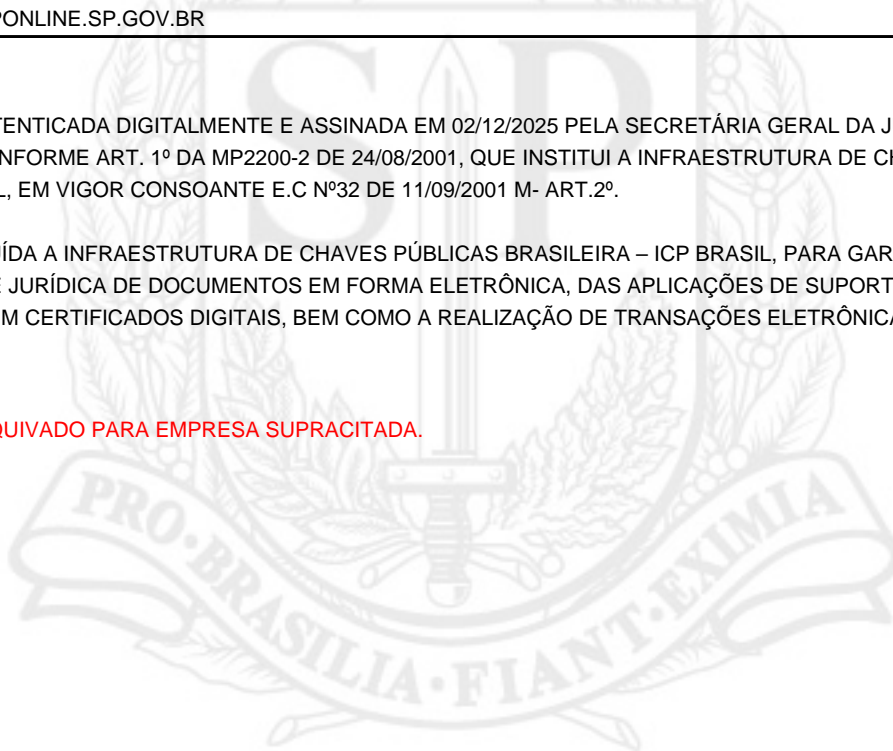 PONLINE.SP.GOV.BR
TENTICADA DIGITALMENTE E ASSINADA EM 02/12/2025 PELA SECRETÁRIA GERAL DA J
NFORME ART. 1º DA MP2200-2 DE 24/08/2001, QUE INSTITUI A INFRAESTRUTURA DE CH
L, EM VIGOR CONSOANTE E.C Nº32 DE 11/09/2001 M- ART.2º.
UÍDA A INFRAESTRUTURA DE CHAVES PÚBLICAS BRASILEIRA – ICP BRASIL, PARA GAR
E JURÍDICA DE DOCUMENTOS EM FORMA ELETRÔNICA, DAS APLICAÇÕES DE SUPORT
EM CERTIFICADOS DIGITAIS, BEM COMO A REALIZAÇÃO DE TRANSAÇÕES ELETRÔNICA
QUIVADO PARA EMPRESA SUPRACITADA.
SP
PRO·BRASILIA·FIANT·EXIMIA